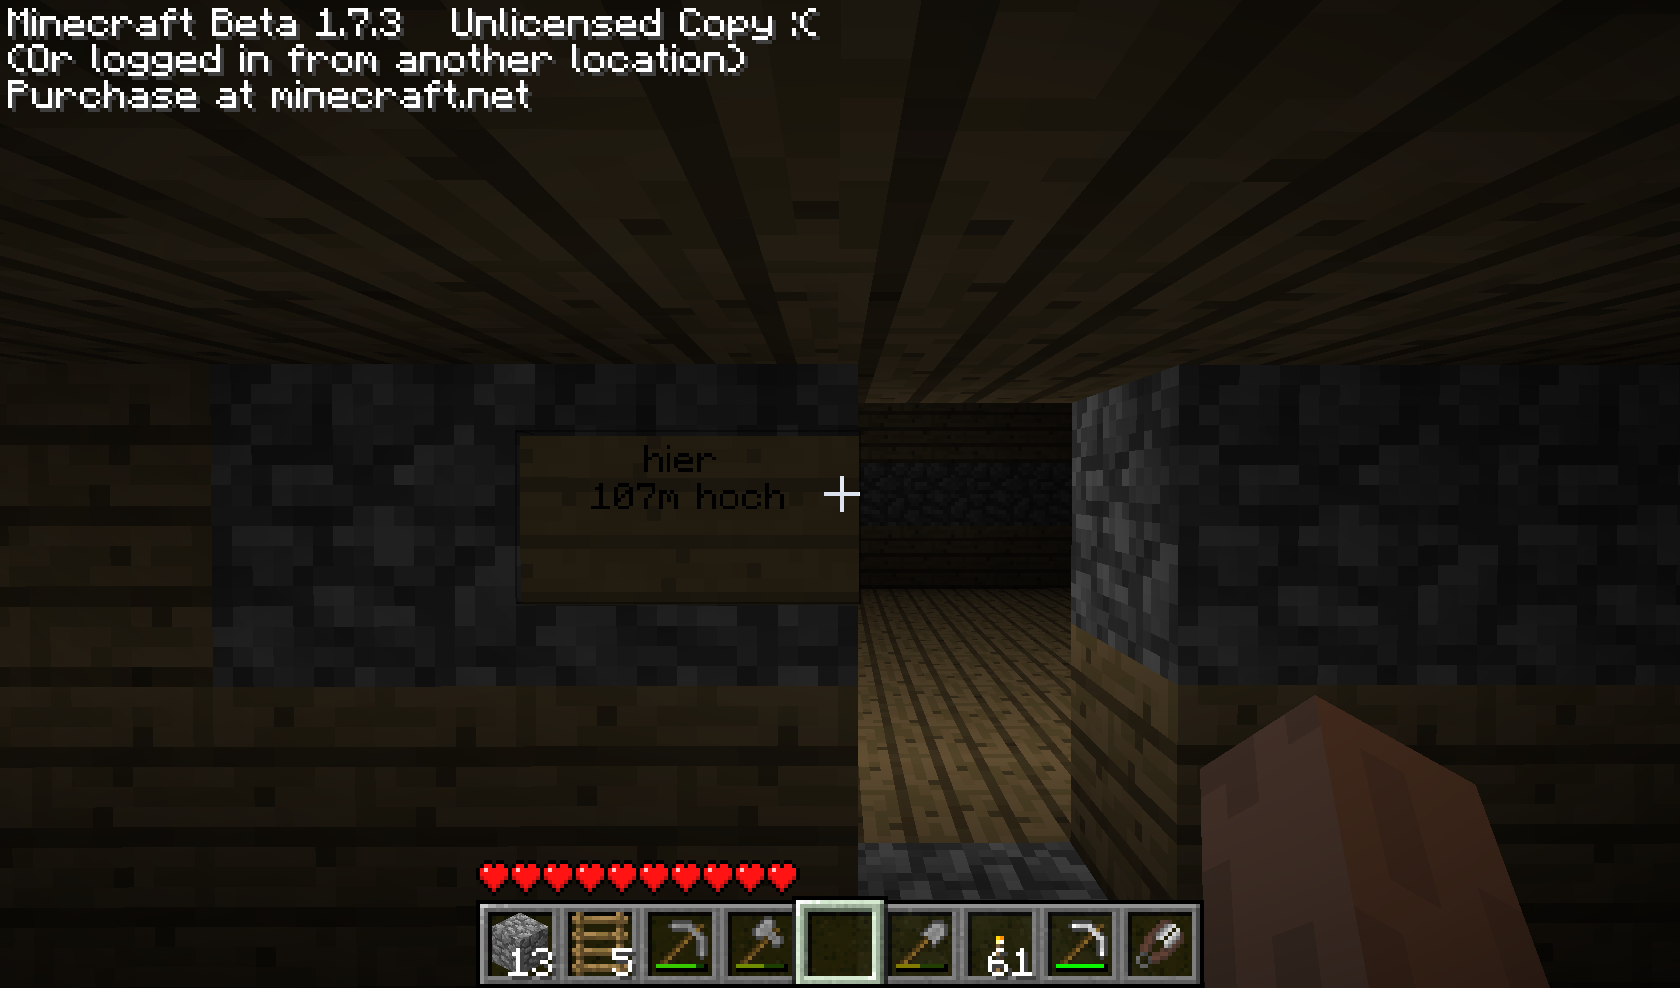 Minecraft Beta 1.7.3   Unlicensed Copy :(
(Or logged in from another location)
Purchase at minecraft.net
hier
107m hoch
13
5
61